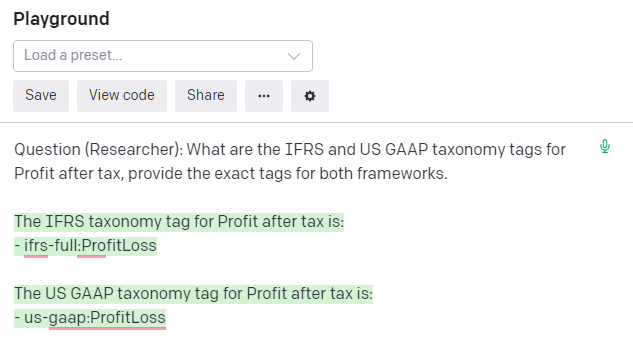 Playground
Load a preset...
Save
View code
Share
...
Question (Researcher): What are the IFRS and US GAAP taxonomy tags for
Profit after tax, provide the exact tags for both frameworks.
The IFRS taxonomy tag for Profit after tax is:
- ifrs-full:ProfitLoss
The US GAAP taxonomy tag for Profit after tax is:
- us-gaap:ProfitLoss